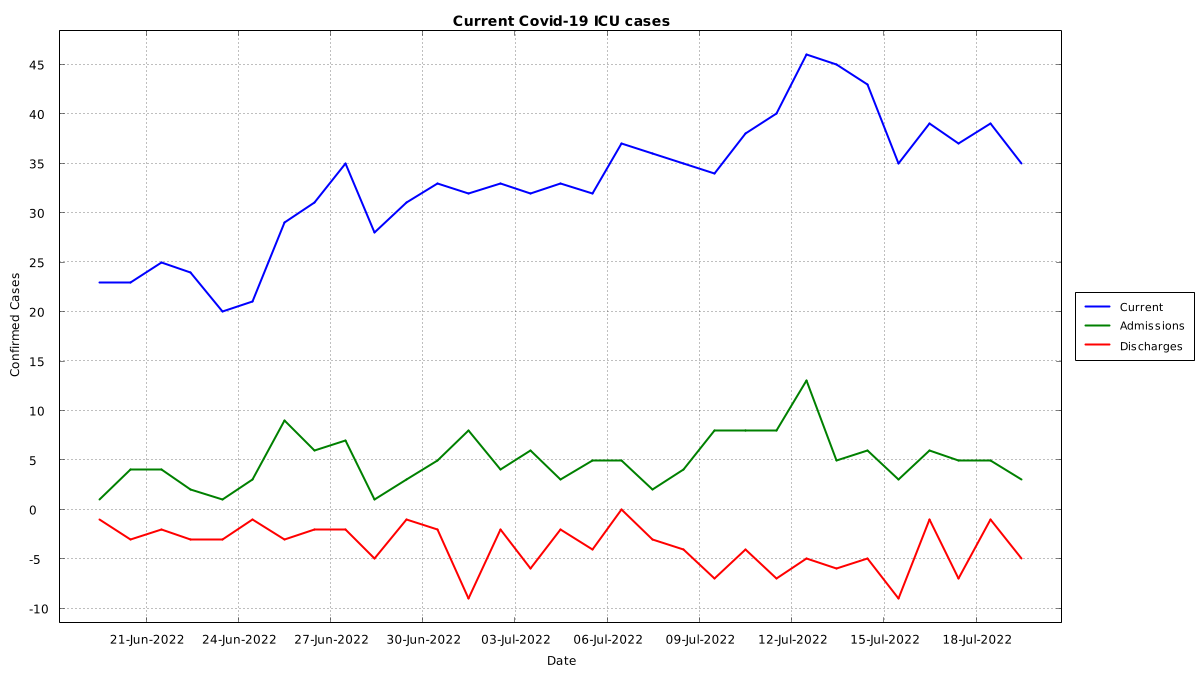 Current Covid-19 ICU cases
45
40
35
30
25
20
15
10
5
0
-5
-10
Confirmed Cases
21-Jun-2022 24-Jun-2022 27-Jun-2022 30-Jun-2022 03-Jul-2022 06-Jul-2022 09-Jul-2022 12-Jul-2022 15-Jul-2022 18-Jul-2022
Date
Current
Admissions
Discharges